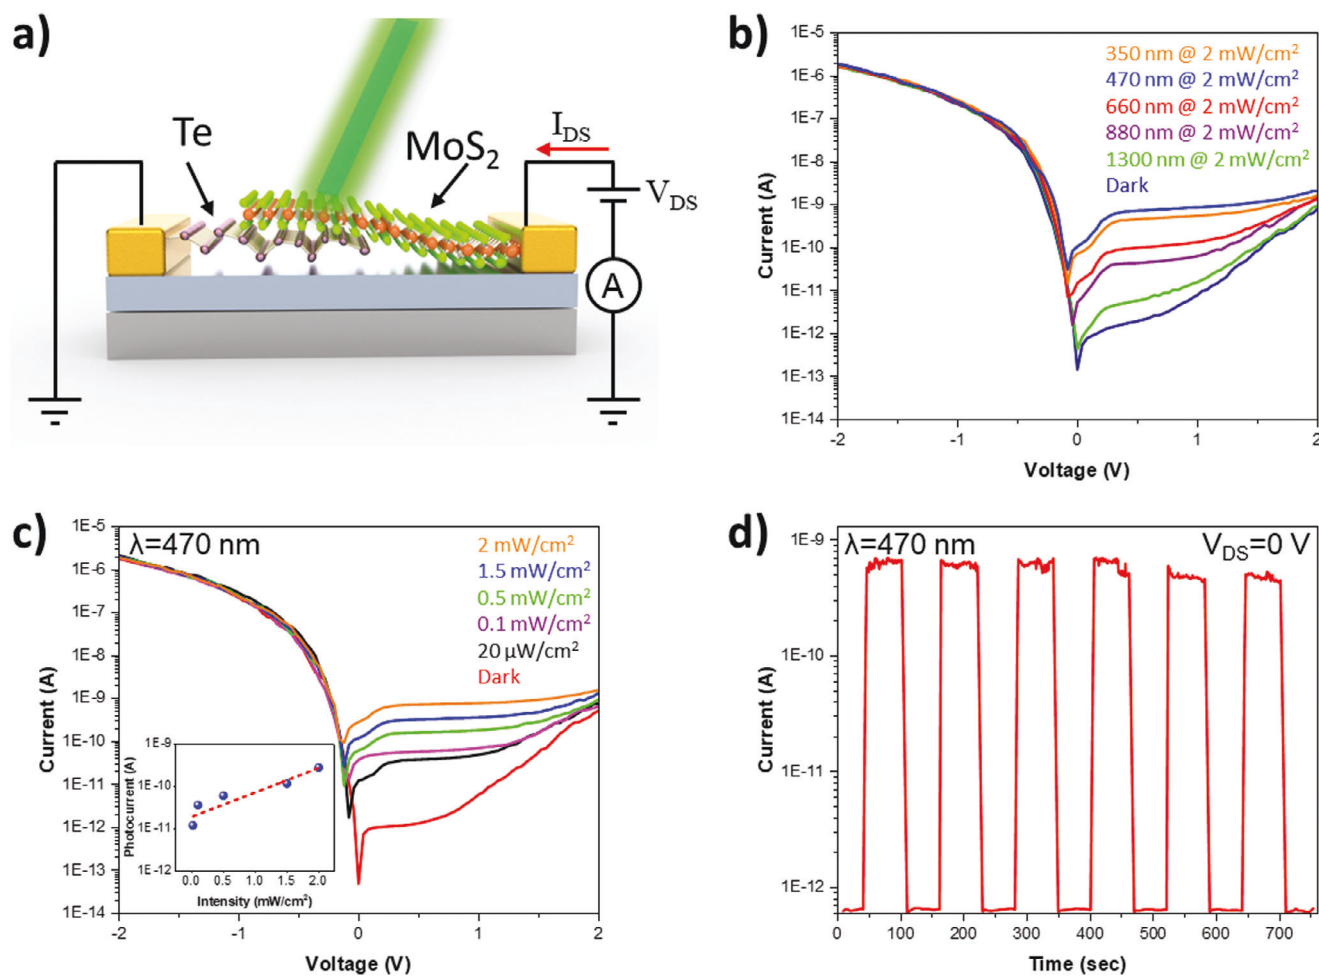 a)
Te
MoS₂
I_DS
V_DS
A
b)
350 nm @ 2 mW/cm²
470 nm @ 2 mW/cm²
660 nm @ 2 mW/cm²
880 nm @ 2 mW/cm²
1300 nm @ 2 mW/cm²
Dark
1E-5
1E-6
1E-7
1E-8
1E-9
1E-10
1E-11
1E-12
1E-13
1E-14
Current (A)
-2 -1 0 1 2
Voltage (V)
c)
λ=470 nm
2 mW/cm²
1.5 mW/cm²
0.5 mW/cm²
0.1 mW/cm²
20 μW/cm²
Dark
1E-5
1E-6
1E-7
1E-8
1E-9
1E-10
1E-11
1E-12
1E-13
1E-14
Current (A)
1E-9
1E-10
1E-11
1E-12
Photocurrent (A)
0.0 0.5 1.0 1.5 2.0
Intensity (mW/cm²)
-2 -1 0 1 2
Voltage (V)
d)
λ=470 nm
V_DS=0 V
1E-9
1E-10
1E-11
1E-12
Current (A)
0 100 200 300 400 500 600 700
Time (sec)